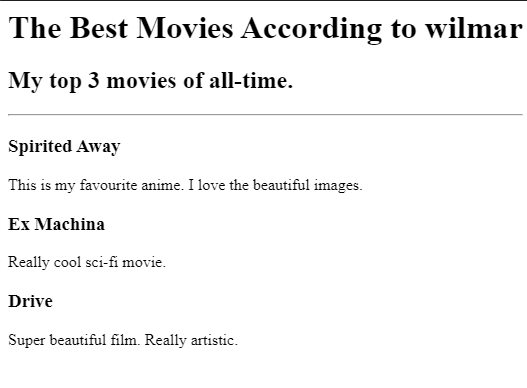 The Best Movies According to wilmar
My top 3 movies of all-time.
Spirited Away
This is my favourite anime. I love the beautiful images.
Ex Machina
Really cool sci-fi movie.
Drive
Super beautiful film. Really artistic.